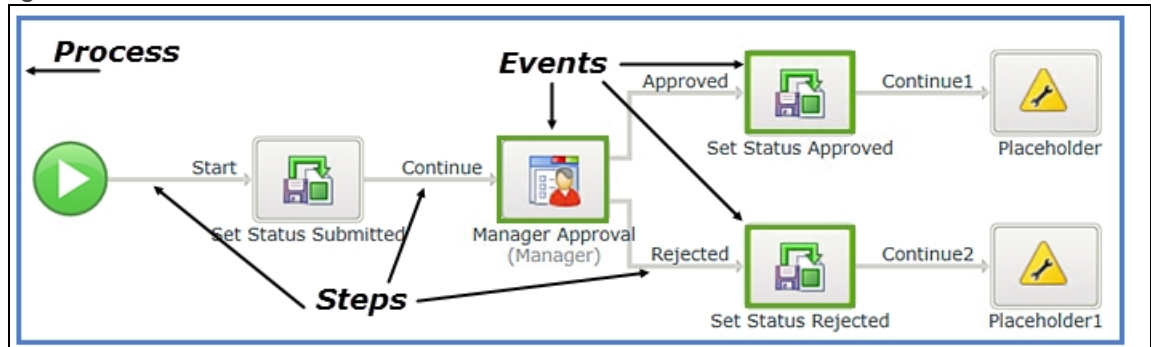 Process
Events
Approved
Continue1
Set Status Approved
Placeholder
Start
Continue
Set Status Submitted
Manager Approval
(Manager)
Rejected
Continue2
Steps
Set Status Rejected
Placeholder1